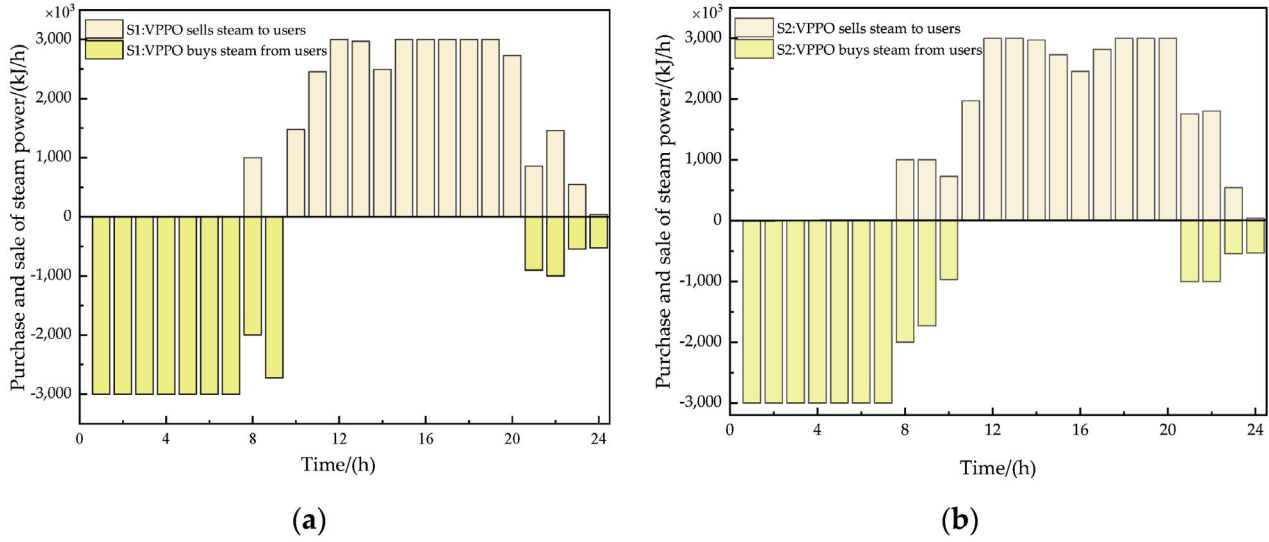 ×10³
S1:VPPO sells steam to users
S1:VPPO buys steam from users
Purchase and sale of steam power/(kJ/h)
3,000
2,000
1,000
0
-1,000
-2,000
-3,000
0 4 8 12 16 20 24
Time/(h)
(a)
×10³
S2:VPPO sells steam to users
S2:VPPO buys steam from users
Purchase and sale of steam power/(kJ/h)
3,000
2,000
1,000
0
-1,000
-2,000
-3,000
0 4 8 12 16 20 24
Time/(h)
(b)